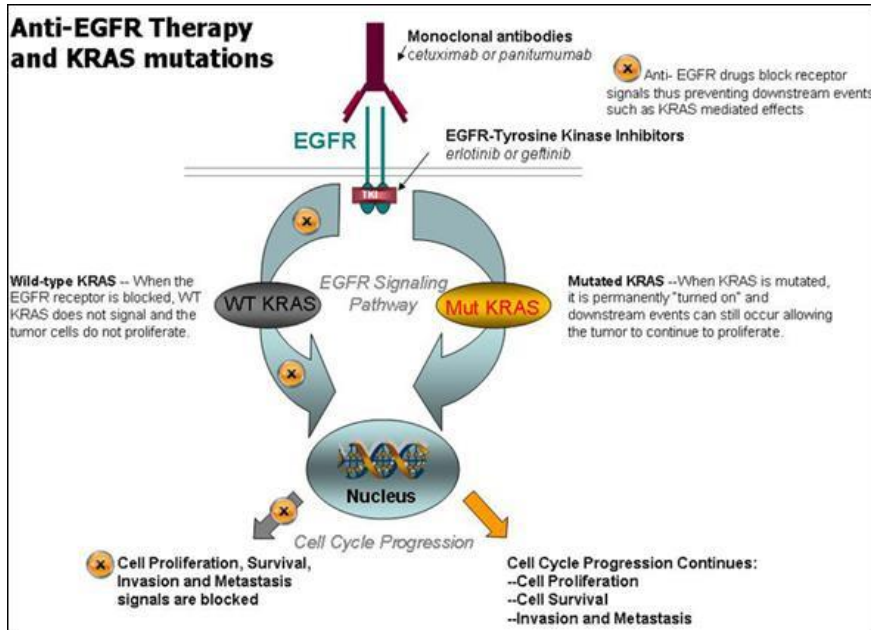 Anti-EGFR Therapy
and KRAS mutations
Monoclonal antibodies
cetuximab or panitumumab
x Anti- EGFR drugs block receptor
signals thus preventing downstream events
such as KRAS mediated effects
EGFR
EGFR-Tyrosine Kinase Inhibitors
erlotinib or geftinib
TKI
x
Wild-type KRAS -- When the
EGFR receptor is blocked, WT
KRAS does not signal and the
tumor cells do not proliferate.
WT KRAS
EGFR Signaling
Pathway
Mut KRAS
Mutated KRAS --When KRAS is mutated,
it is permanently "turned on" and
downstream events can still occur allowing
the tumor to continue to proliferate.
x
Nucleus
x
Cell Cycle Progression
x Cell Proliferation, Survival,
Invasion and Metastasis
signals are blocked
Cell Cycle Progression Continues:
--Cell Proliferation
--Cell Survival
--Invasion and Metastasis